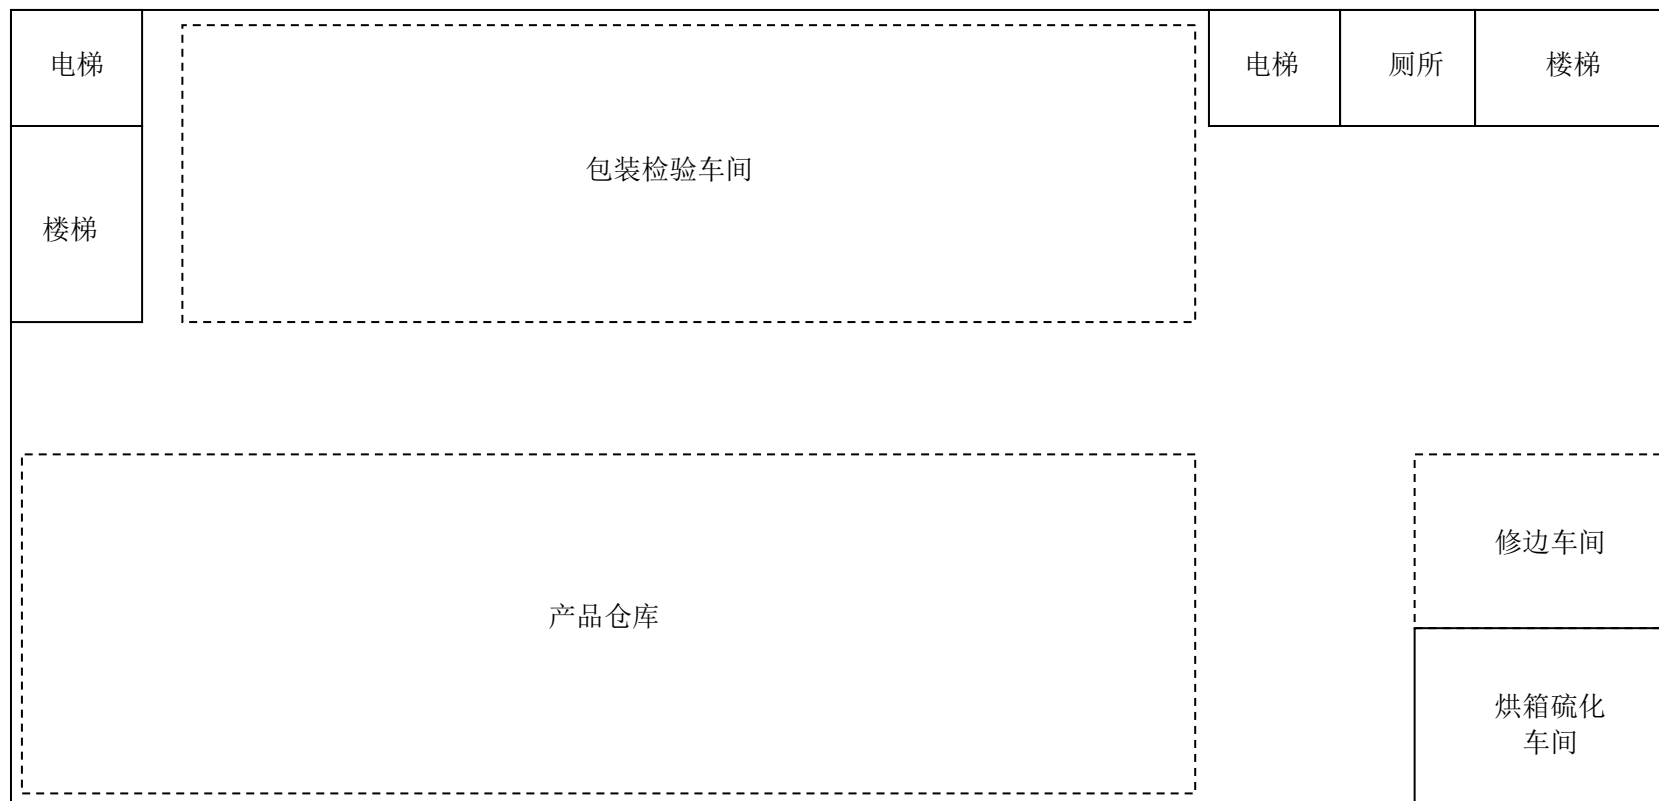 电梯
电梯
厕所
楼梯
包装检验车间
楼梯
修边车间
产品仓库
烘箱硫化
车间